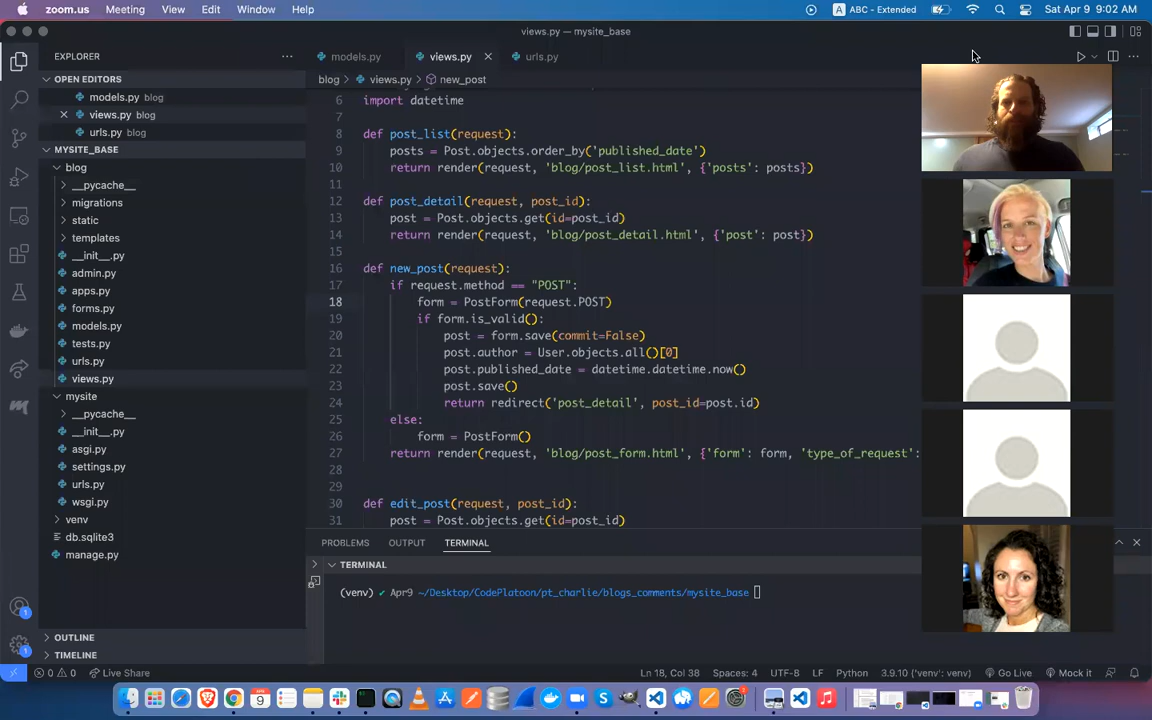 zoom.us Meeting View Edit Window Help ABC - Extended Sat Apr 9 9:02 AM
views.py — mysite_base
EXPLORER
models.py views.py urls.py
OPEN EDITORS
blog views.py new_post
models.py blog
views.py blog
urls.py blog
MYSITE_BASE
blog
__pycache__
migrations
static
templates
__init__.py
admin.py
apps.py
forms.py
models.py
tests.py
urls.py
views.py
mysite
__pycache__
__init__.py
asgi.py
settings.py
urls.py
wsgi.py
venv
db.sqlite3
manage.py
OUTLINE
TIMELINE
6 import datetime
7
8 def post_list(request):
9 posts = Post.objects.order_by('published_date')
10 return render(request, 'blog/post_list.html', {'posts': posts})
11
12 def post_detail(request, post_id):
13 post = Post.objects.get(id=post_id)
14 return render(request, 'blog/post_detail.html', {'post': post})
15
16 def new_post(request):
17 if request.method == "POST":
18 form = PostForm(request.POST)
19 if form.is_valid():
20 post = form.save(commit=False)
21 post.author = User.objects.all()[0]
22 post.published_date = datetime.datetime.now()
23 post.save()
24 return redirect('post_detail', post_id=post.id)
25 else:
26 form = PostForm()
27 return render(request, 'blog/post_form.html', {'form': form, 'type_of_request':
28
29
30 def edit_post(request, post_id):
31 post = Post.objects.get(id=post_id)
PROBLEMS OUTPUT TERMINAL
TERMINAL
(venv) ✔ Apr9 ~/Desktop/CodePlatoon/pt_charlie/blogs_comments/mysite_base
0 0 Live Share Ln 18, Col 38 Spaces: 4 UTF-8 LF Python 3.9.10 ('venv': venv) Go Live Mock it